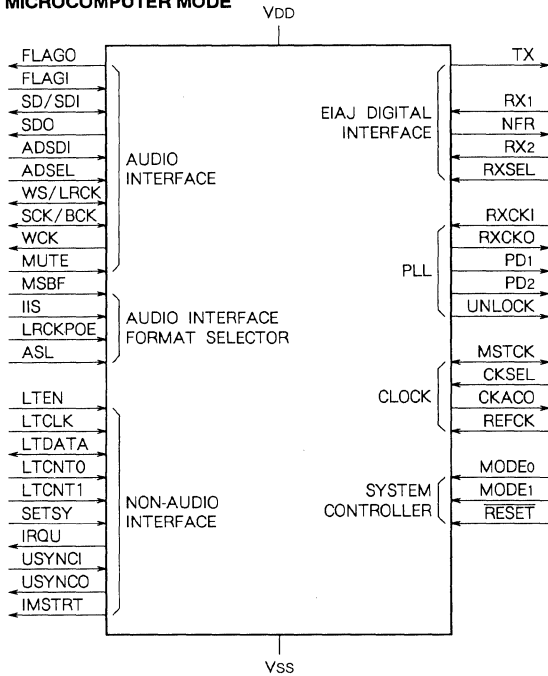 MICROCOMPUTER MODE
VDD
FLAGO
FLAGI
SD/SDI
SDO
ADSDI
ADSEL
WS/LRCK
SCK/BCK
WCK
MUTE
AUDIO
INTERFACE
MSBF
IIS
LRCKPOE
ASL
AUDIO INTERFACE
FORMAT SELECTOR
LTEN
LTCLK
LTDATA
LTCNT0
LTCNT1
SETSY
IRQU
USYNCI
USYNCO
IMSTRT
NON-AUDIO
INTERFACE
TX
RX1
NFR
RX2
RXSEL
EIAJ DIGITAL
INTERFACE
RXCKI
RXCKO
PD1
PD2
UNLOCK
PLL
MSTCK
CKSEL
CKACO
REFCK
CLOCK
MODE0
MODE1
RESET
SYSTEM
CONTROLLER
VSS